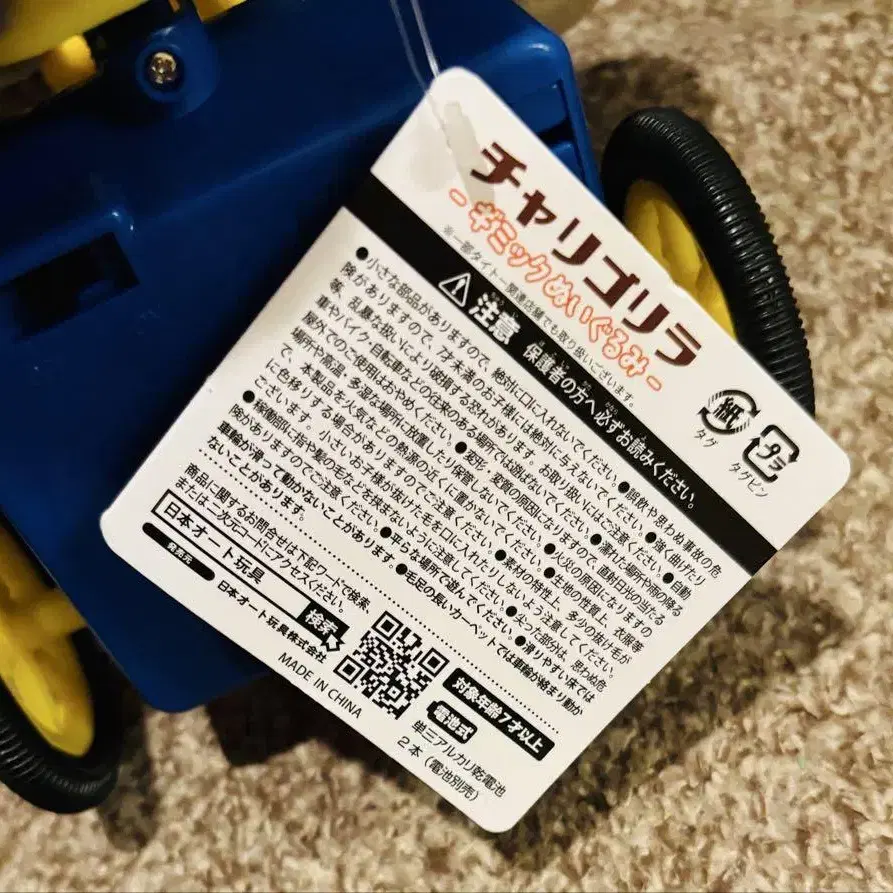 チャリゴリラ
-ギミックぬいぐるみ-
※一部タイトー関連店舗でも取り扱いございます。
紙
タグ
プラ
タグピン
注意 保護者の方へ必ずお読みください。
●小さな部品がありますので、絶対に口に入れないでください。●誤飲や思わぬ事故の危
険がありますので、7才未満のお子様には絶対に与えないでください。●強く曲げたり
等、乱暴な扱いにより破損する恐れがあります。お取り扱いにはご注意ください。●自動
車やバイク・自転車などの往来のある場所では遊ばないでください。●濡れた場所や雨の降る
屋外でのご使用はおやめください。●変形、変質の原因になりますので、直射日光の当たる
場所や高温、多湿な場所に放置したり保管しないでください。●火災の原因になりますの
で、本製品を火気などの熱源の近くに置かないでください。●生地の性質上、衣服等
に色移りする場合がありますのでご注意ください。●素材の特性上、多少の抜け毛が
ございます。小さいお子様が抜けた毛を口に入れたりしないよう注意してください。
●稼働部に指や髪の毛などを挟まないように注意してください。●尖った部分は、思わぬ危
険がありますのでご注意ください。●平らな場所で遊んでください。●滑りやすい床では
車輪が滑って動かないことがあります。●毛足の長いカーペットでは車輪が絡まり動か
ないことがあります。
商品に関するお問合せは下記ワードで検索、
または二次元コードにアクセスください。
日本オート玩具
検索
発売元
日本オート玩具株式会社
MADE IN CHINA
対象年齢7才以上
電池式
単三アルカリ乾電池
2本(電池別売)